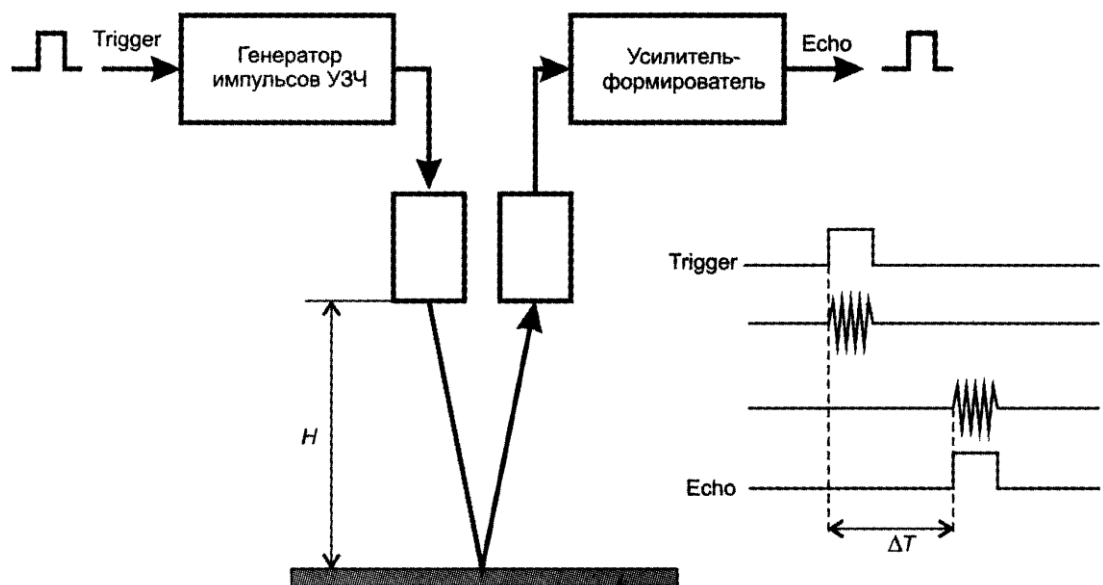 Trigger
Генератор
импульсов УЗЧ
Усилитель-
формирователь
Echo
Trigger
H
Echo
ΔT